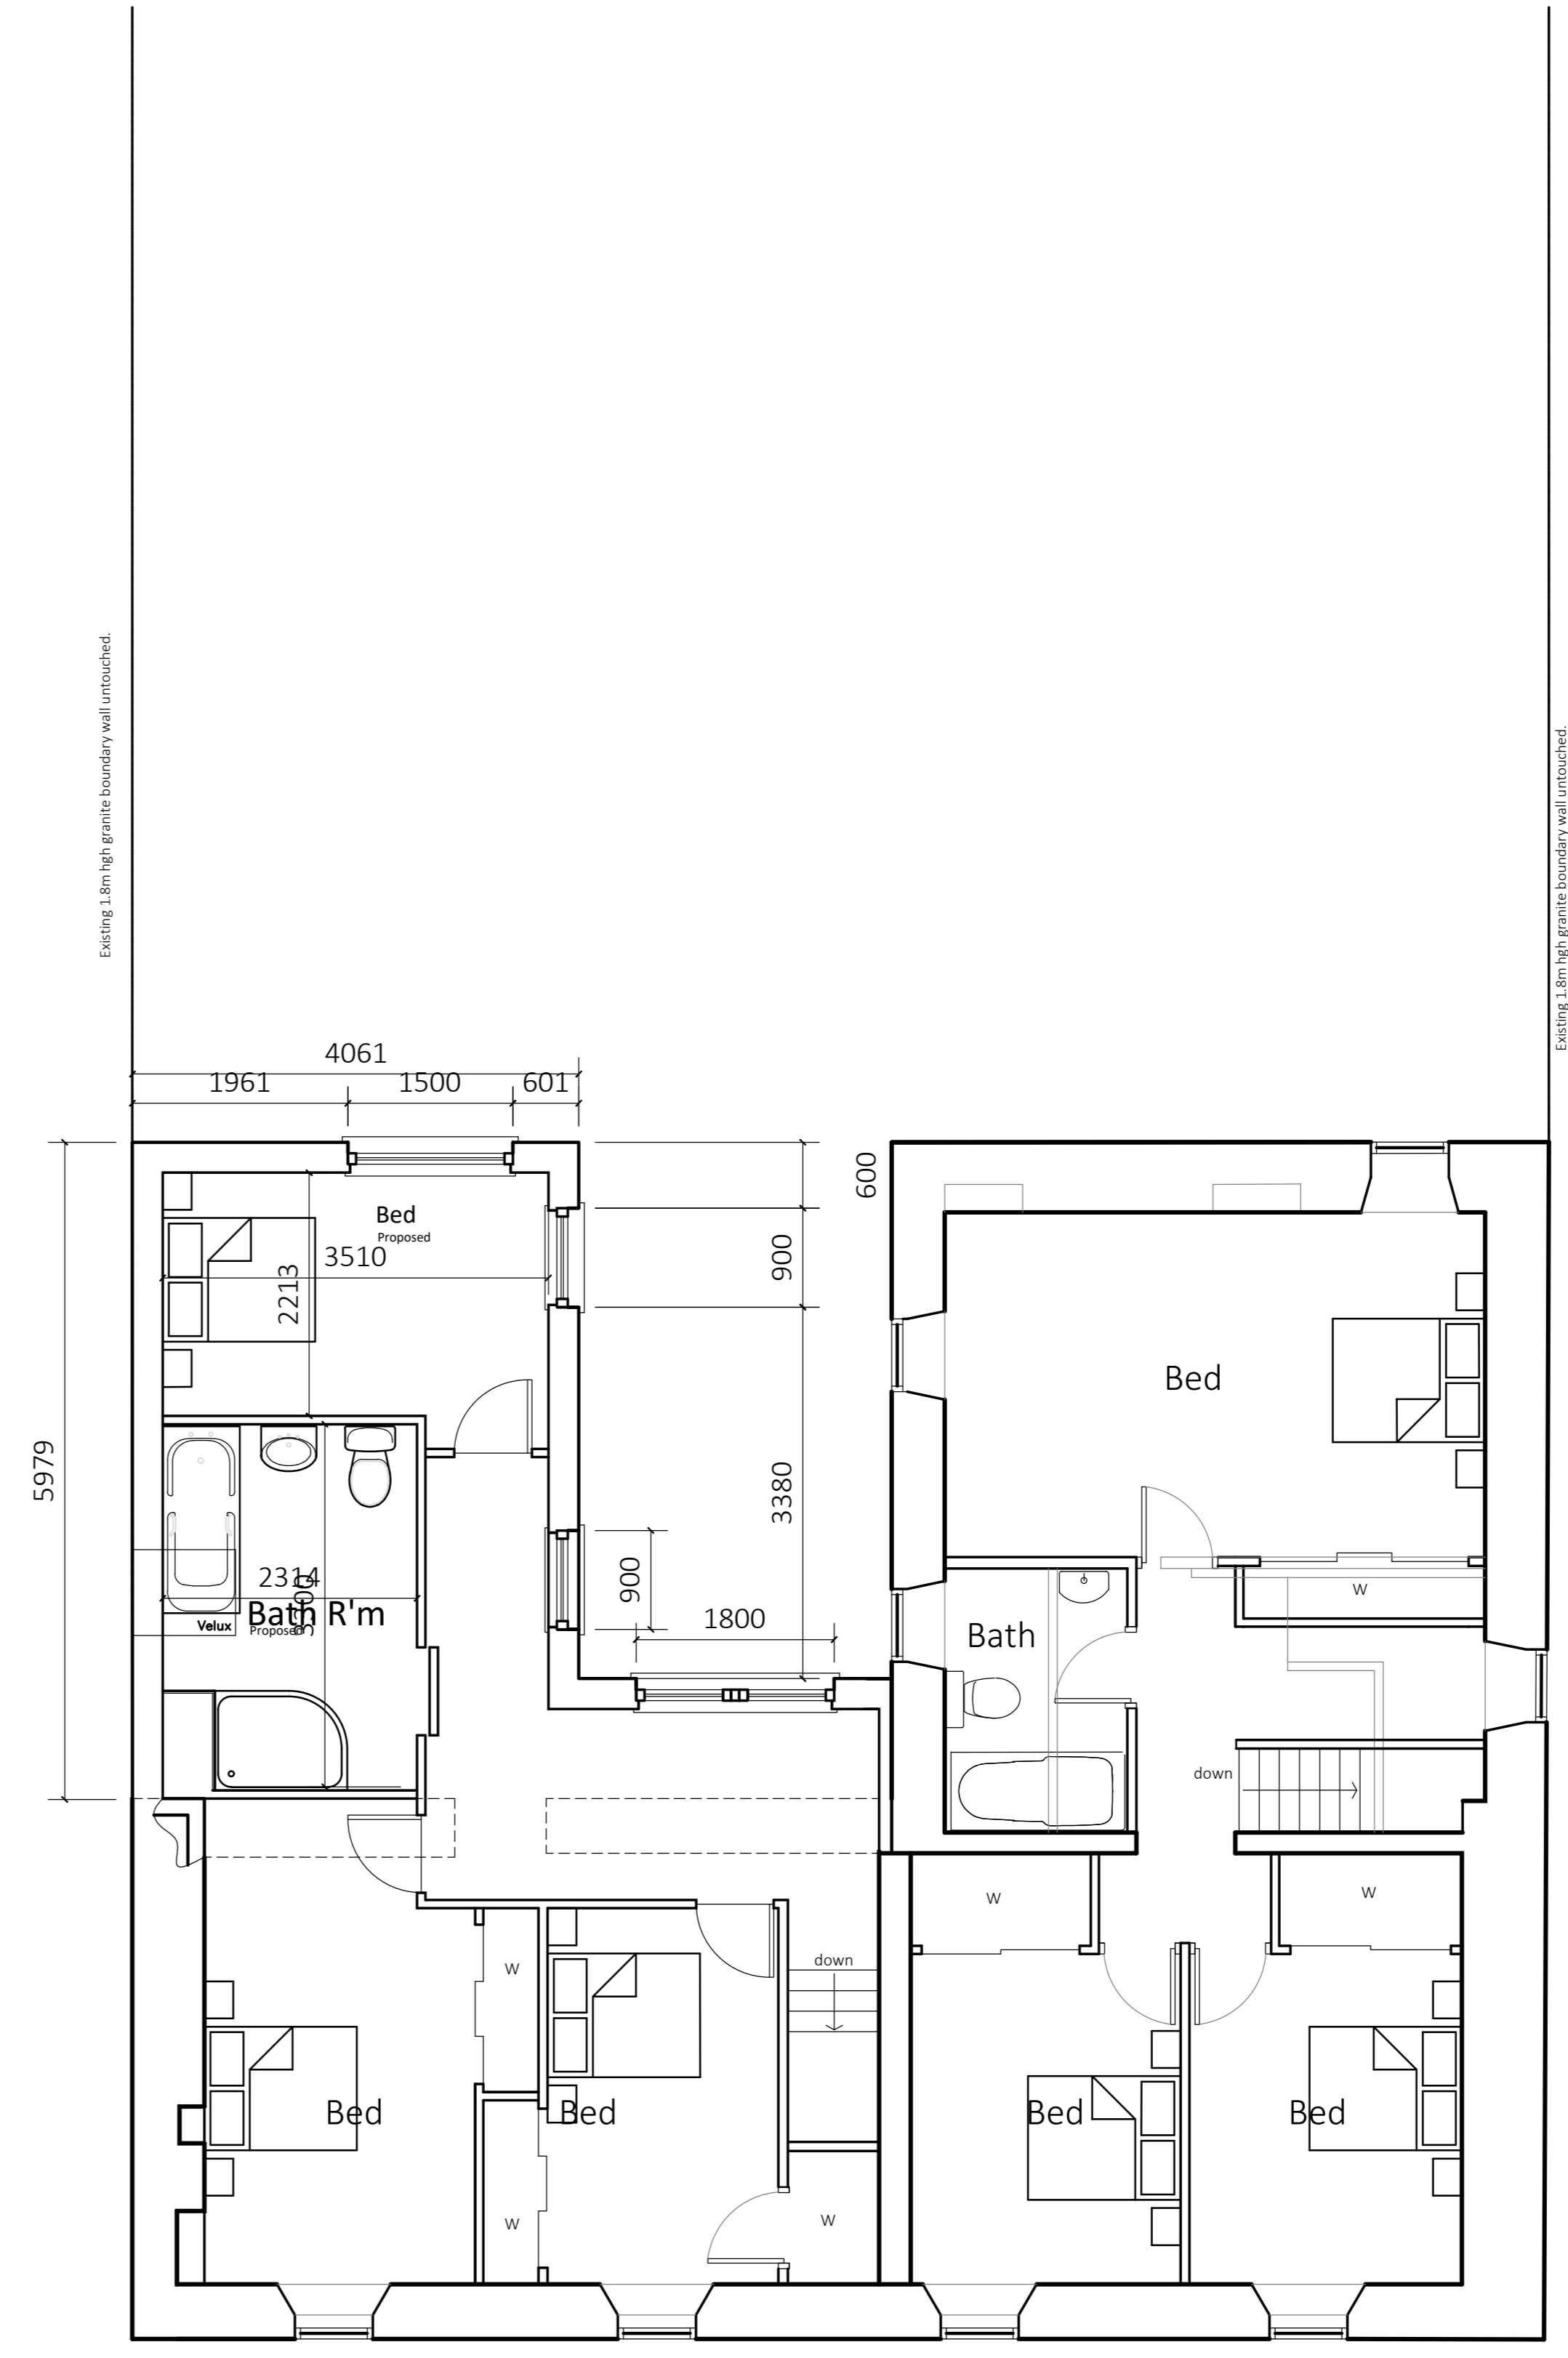 Existing 1.8m hgh granite boundary wall untouched.
Existing 1.8m hgh granite boundary wall untouched.
4061
1961
1500
601
600
Bed
Proposed
3510
2213
900
Bed
5979
3380
2314
3300
900
W
Bath R'm
Velux
Proposed
1800
Bath
down
W
W
W
down
Bed
Bed
Bed
Bed
W
W